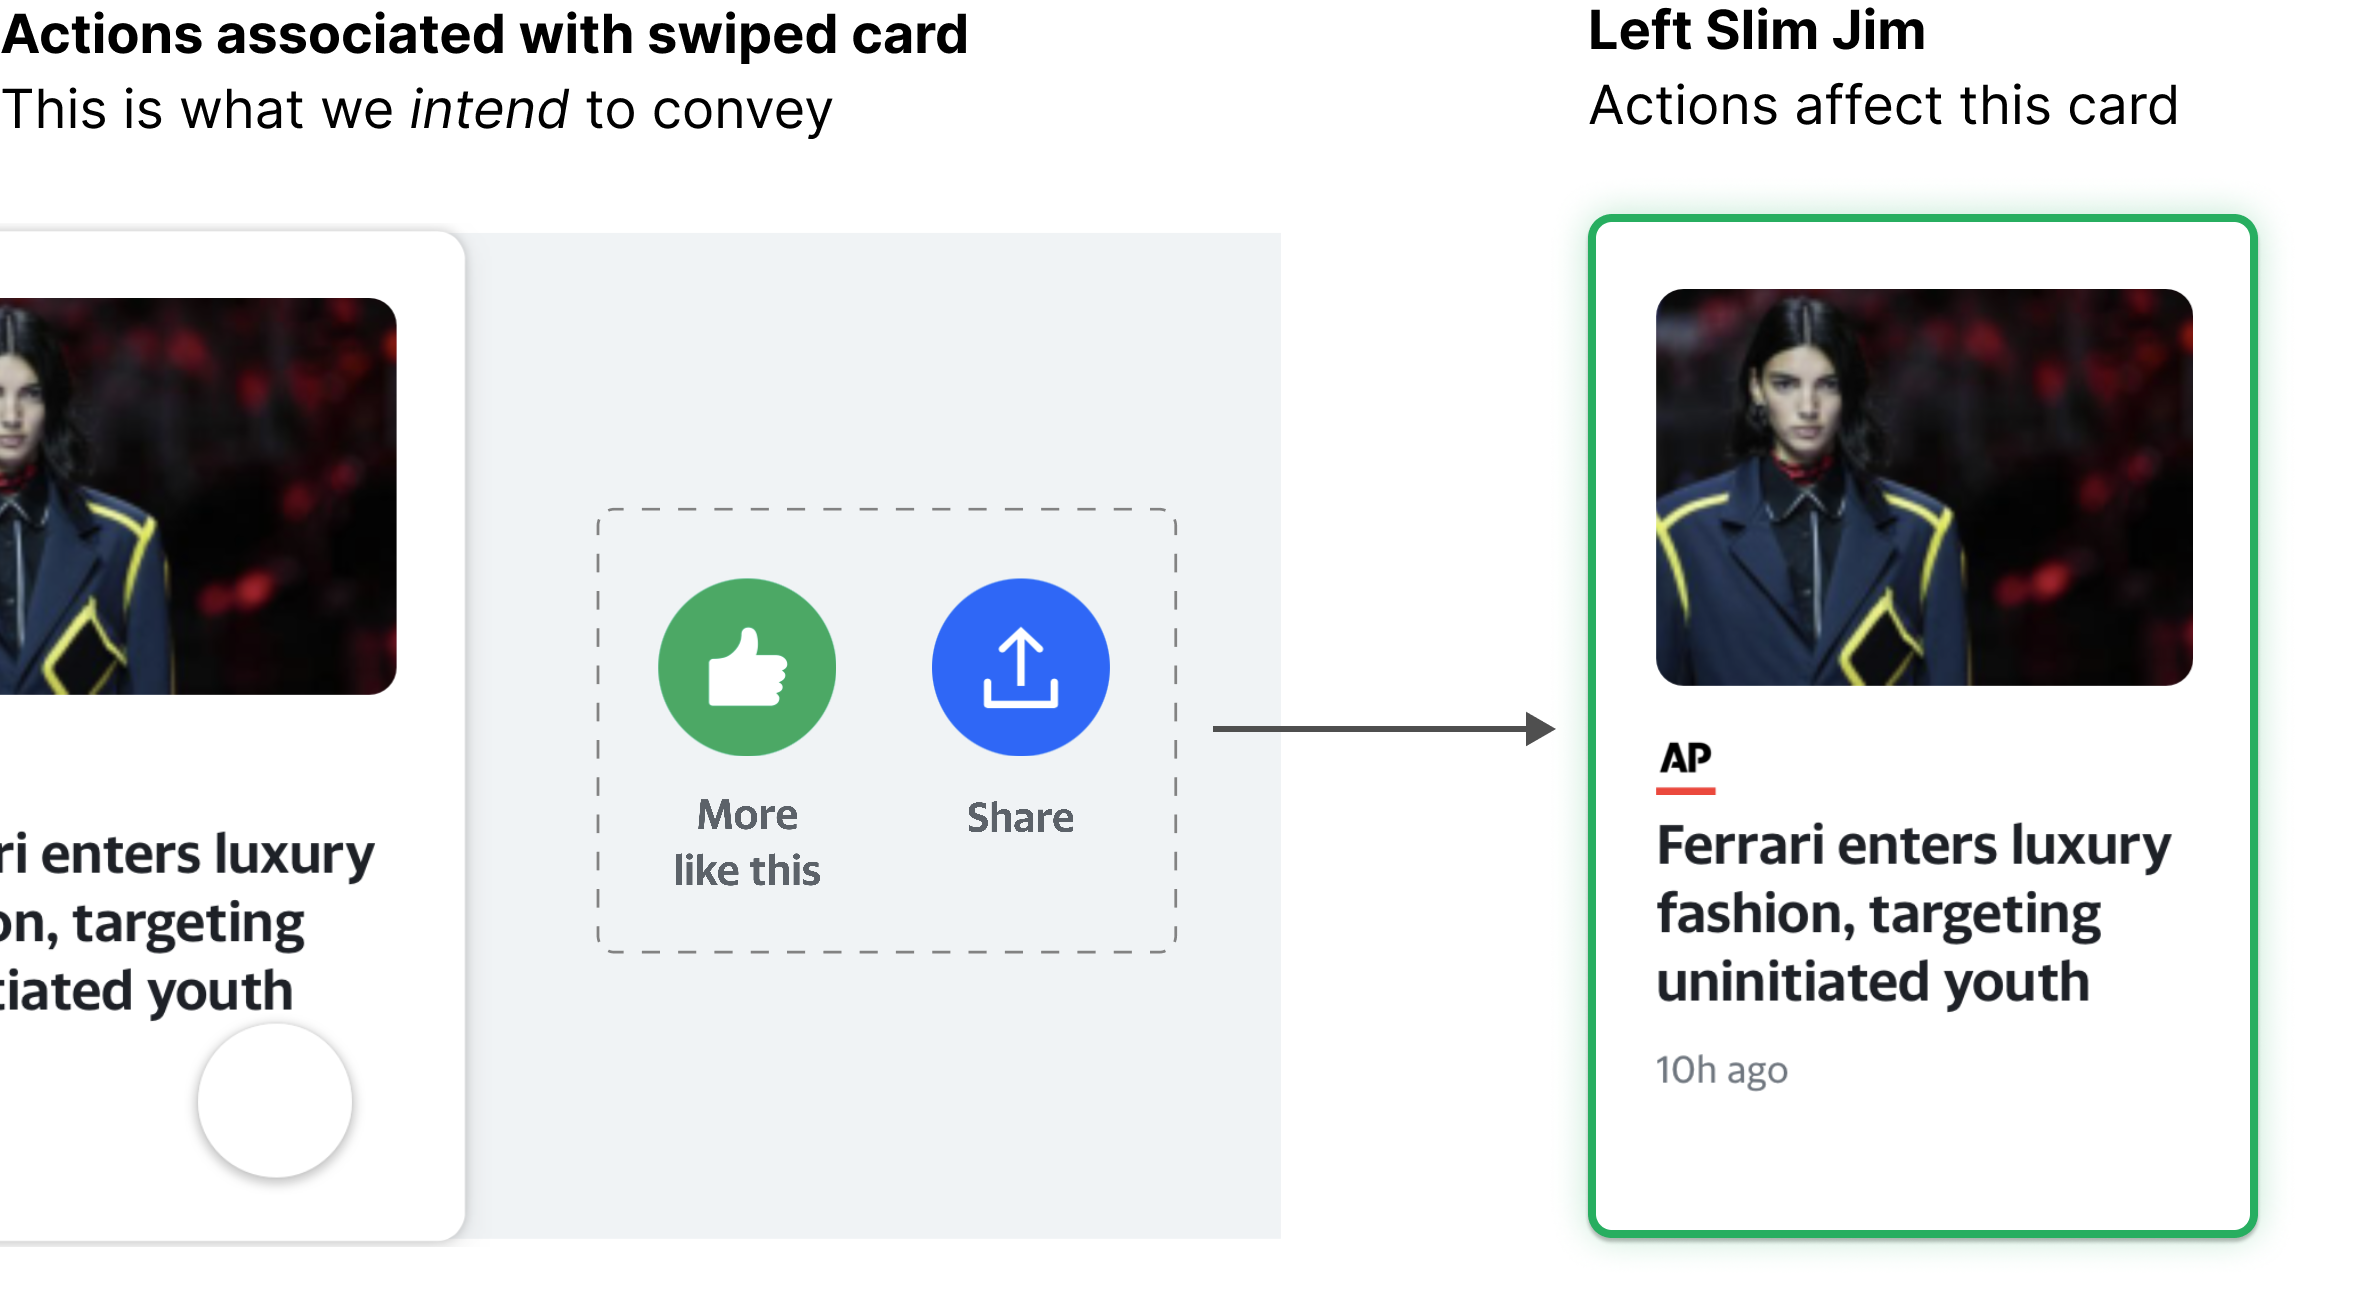 Actions associated with swiped card
This is what we intend to convey
Left Slim Jim
Actions affect this card
ri enters luxury
on, targeting
tiated youth
More
like this
Share
AP
Ferrari enters luxury
fashion, targeting
uninitiated youth
10h ago